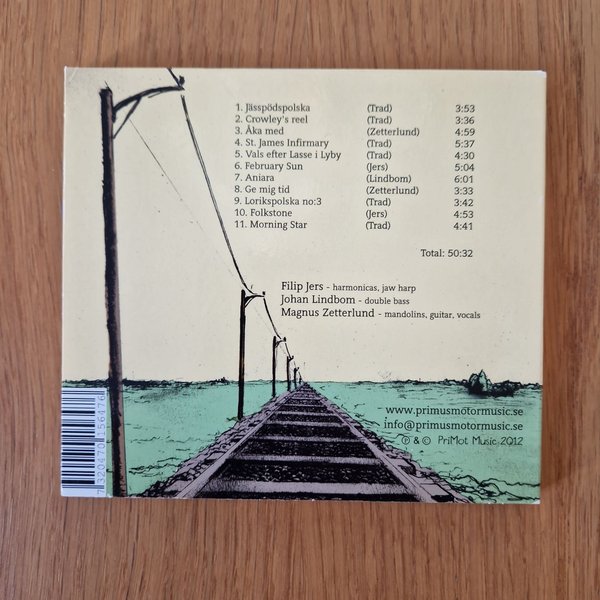 1. Jässpödspolska (Trad) 3:53
2. Crowley's reel (Trad) 3:36
3. Åka med (Zetterlund) 4:59
4. St. James Infirmary (Trad) 5:37
5. Vals efter Lasse i Lyby (Trad) 4:30
6. February Sun (Jers) 5:04
7. Aniara (Lindbom) 6:01
8. Ge mig tid (Zetterlund) 3:33
9. Lorikspolska no:3 (Trad) 3:42
10. Folkstone (Jers) 4:53
11. Morning Star (Trad) 4:41
Total: 50:32
Filip Jers - harmonicas, jaw harp
Johan Lindbom - double bass
Magnus Zetterlund - mandolins, guitar, vocals
www.primusmotormusic.se
info@primusmotormusic.se
℗ & © PriMot Music 2012
7320470156476